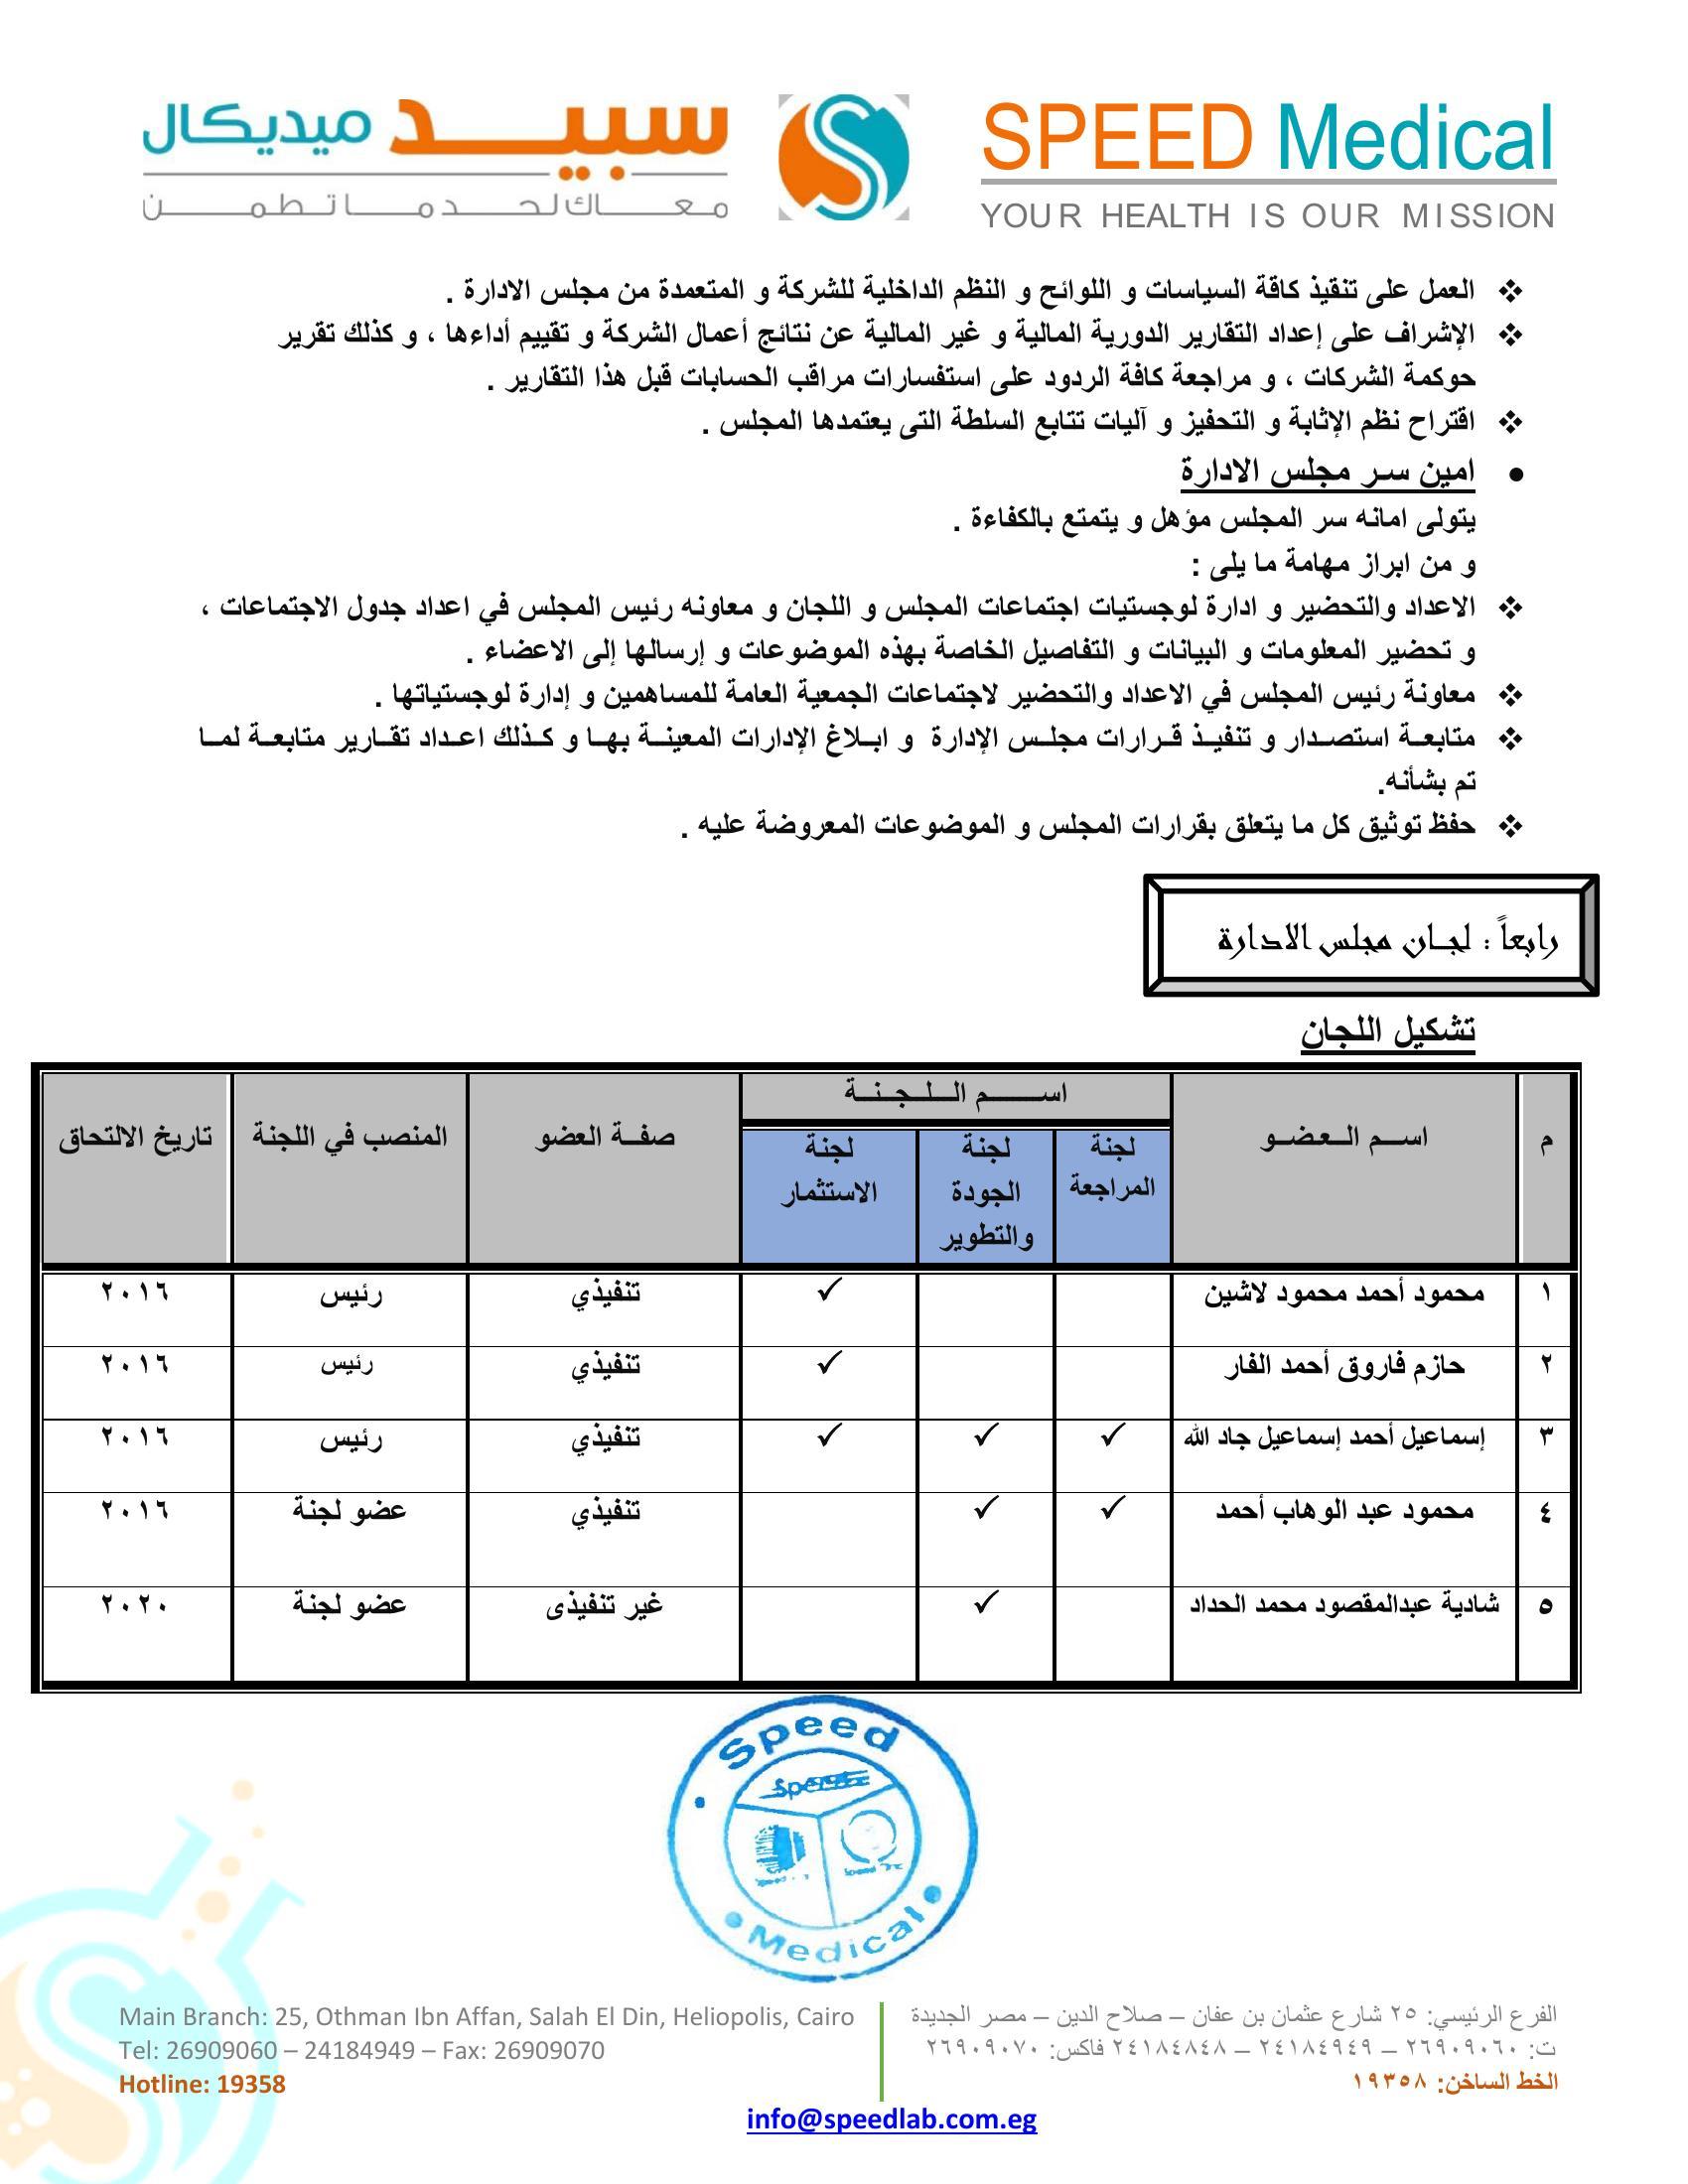 سبيد ميديكال
معاك لحد ما تطمن
SPEED Medical
YOUR HEALTH IS OUR MISSION
❖ العمل على تنقيذ كاقة السياسات و اللوائح و النظم الداخلية للشركة و المتعمدة من مجلس الادارة .
❖ الإشراف على إعداد التقارير الدورية المالية و غير المالية عن نتائج أعمال الشركة و تقييم أداءها ، و كذلك تقرير
حوكمة الشركات ، و مراجعة كافة الردود على استفسارات مراقب الحسابات قبل هذا التقارير .
❖ اقتراح نظم الإثابة و التحفيز و آليات تتابع السلطة التى يعتمدها المجلس .
• امين سر مجلس الادارة
يتولى امانه سر المجلس مؤهل و يتمتع بالكفاءة .
و من ابراز مهامة ما يلى :
❖ الاعداد والتحضير و ادارة لوجستيات اجتماعات المجلس و اللجان و معاونه رئيس المجلس في اعداد جدول الاجتماعات ،
و تحضير المعلومات و البيانات و التفاصيل الخاصة بهذه الموضوعات و إرسالها إلى الاعضاء .
❖ معاونة رئيس المجلس في الاعداد والتحضير لاجتماعات الجمعية العامة للمساهمين و إدارة لوجستياتها .
❖ متابعة استصدار و تنفيذ قرارات مجلس الإدارة و ابلاغ الإدارات المعينة بها و كذلك اعداد تقارير متابعة لما
تم بشأنه.
❖ حفظ توثيق كل ما يتعلق بقرارات المجلس و الموضوعات المعروضة عليه .
رابعاً : لجان مجلس الادارة
تشكيل اللجان
م اسم العضو اسم اللجنة صفة العضو المنصب في اللجنة تاريخ الالتحاق
لجنة المراجعة لجنة الجودة والتطوير لجنة الاستثمار
١ محمود أحمد محمود لاشين ✓ تنفيذي رئيس ٢٠١٦
٢ حازم فاروق أحمد الفار ✓ تنفيذي رئيس ٢٠١٦
٣ إسماعيل أحمد إسماعيل جاد الله ✓ ✓ ✓ تنفيذي رئيس ٢٠١٦
٤ محمود عبد الوهاب أحمد ✓ ✓ تنفيذي عضو لجنة ٢٠١٦
٥ شادية عبدالمقصود محمد الحداد ✓ غير تنفيذى عضو لجنة ٢٠٢٠
Speed
Medical
Main Branch: 25, Othman Ibn Affan, Salah El Din, Heliopolis, Cairo
Tel: 26909060 – 24184949 – Fax: 26909070
Hotline: 19358
الفرع الرئيسي: ٢٥ شارع عثمان بن عفان – صلاح الدين – مصر الجديدة
ت: ٢٦٩٠٩٠٦٠ – ٢٤١٨٤٩٤٩ – ٢٤١٨٤٨٤٨ فاكس: ٢٦٩٠٩٠٧٠
الخط الساخن: ١٩٣٥٨
info@speedlab.com.eg